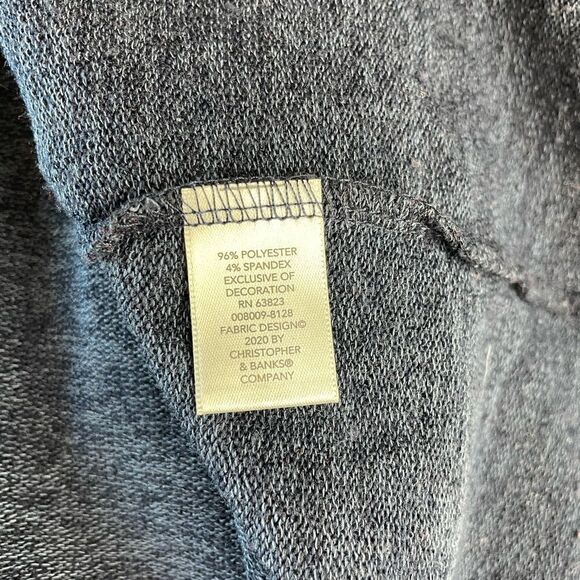 96% POLYESTER
4% SPANDEX
EXCLUSIVE OF
DECORATION
RN 63823
008009-8128
FABRIC DESIGN©
2020 BY
CHRISTOPHER
& BANKS®
COMPANY